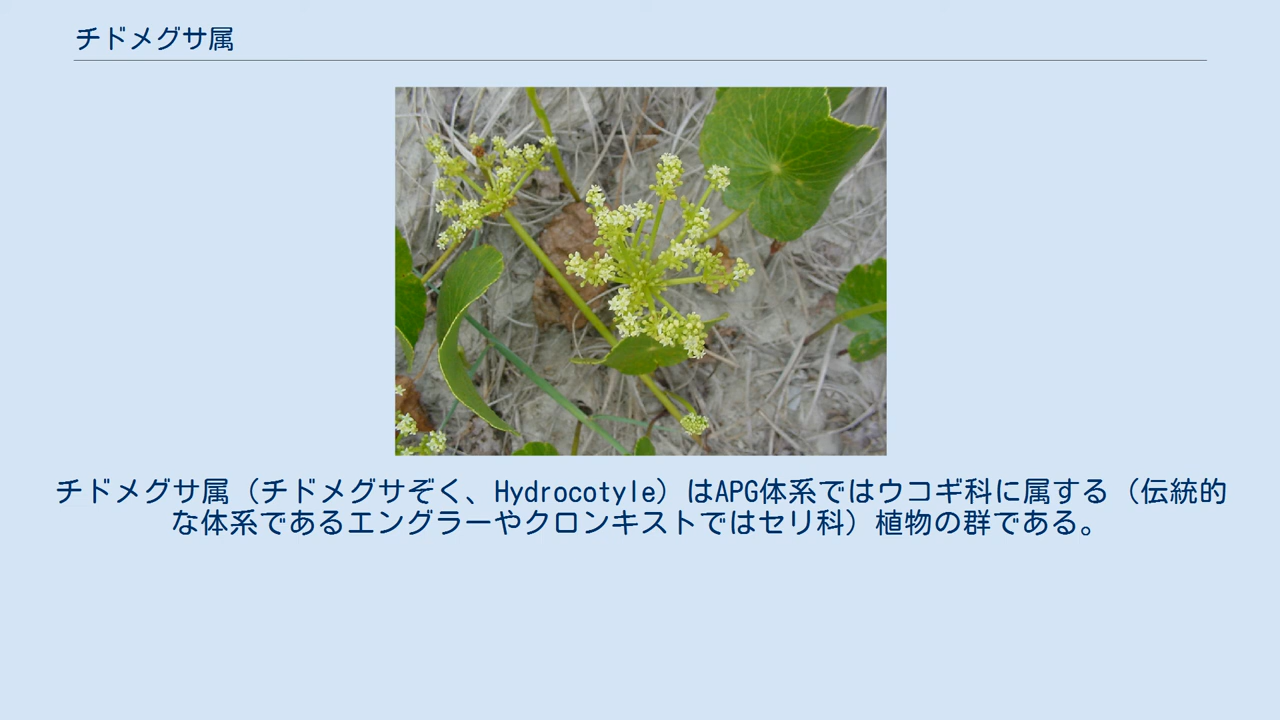 チドメグサ属
チドメグサ属（チドメグサぞく、Hydrocotyle）はAPG体系ではウコギ科に属する（伝統的
な体系であるエングラーやクロンキストではセリ科）植物の群である。